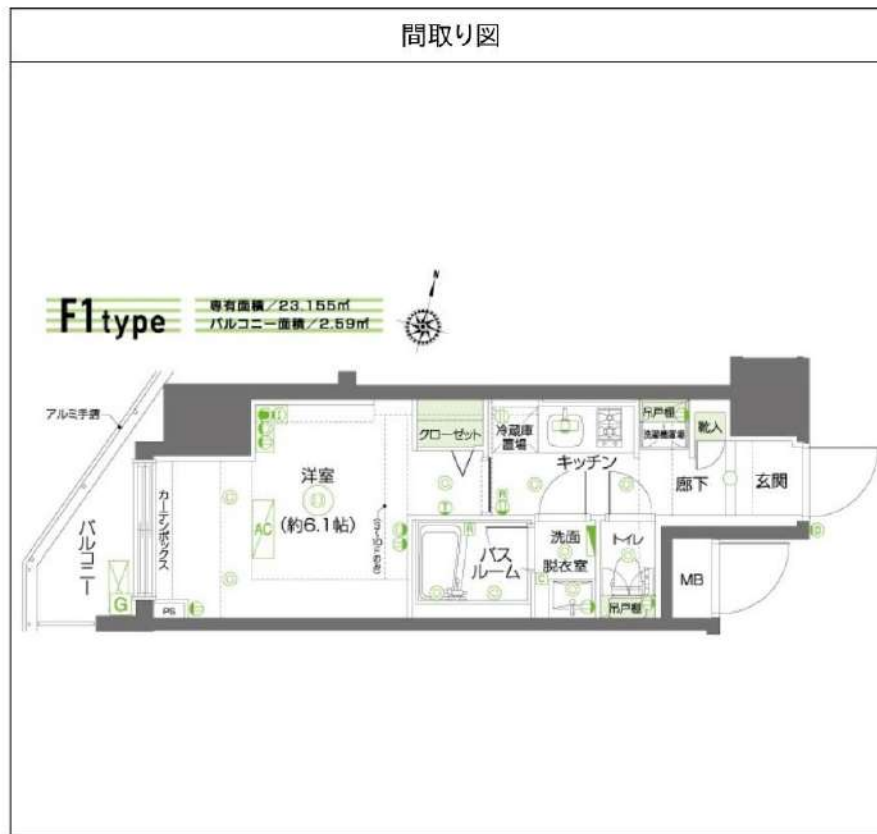 間取り図
N
F1type
専有面積/23.155㎡
バルコニー面積/2.59㎡
アルミ手摺
バルコニー
カーテンボックス
G
PS
洋室
(約6.1帖)
AC
クローゼット
冷蔵庫
置場
キッチン
吊戸棚
洗濯機置場
靴入
廊下
玄関
R
バス
ルーム
洗面
脱衣室
トイレ
吊戸棚
MB